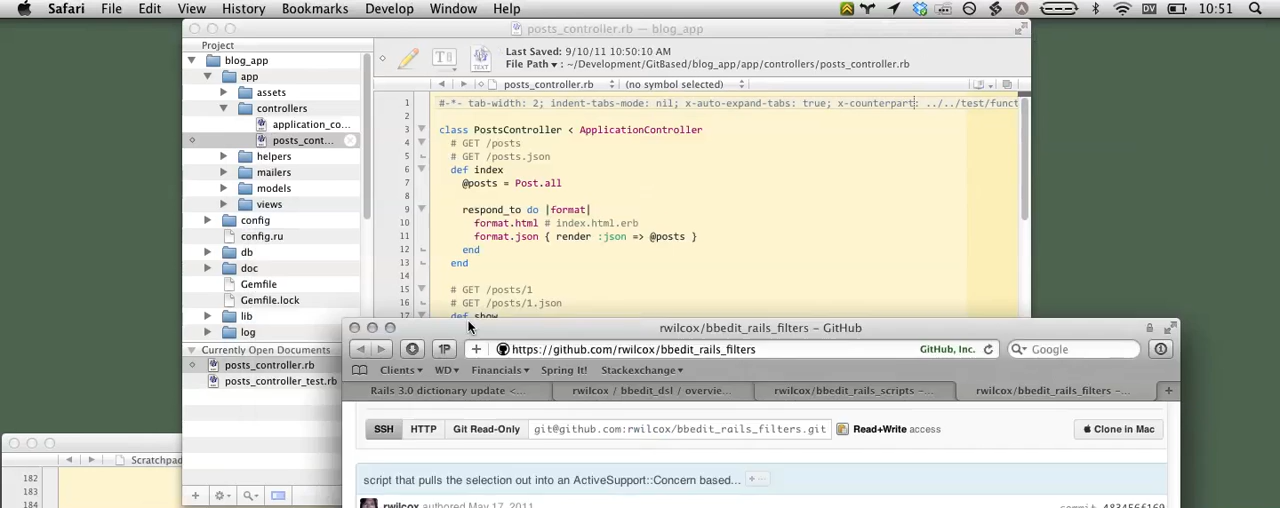 Safari File Edit View History Bookmarks Develop Window Help 10:51
posts_controller.rb — blog_app
Project
blog_app
app
assets
controllers
application_co...
posts_cont...
helpers
mailers
models
views
config
config.ru
db
doc
Gemfile
Gemfile.lock
lib
log
Currently Open Documents
posts_controller.rb
posts_controller_test.rb
Last Saved: 9/10/11 10:50:10 AM
File Path ▾ : ~/Development/GitBased/blog_app/app/controllers/posts_controller.rb
posts_controller.rb (no symbol selected)
1 #-*- tab-width: 2; indent-tabs-mode: nil; x-auto-expand-tabs: true; x-counterpart: ../../test/funct
2
3 class PostsController < ApplicationController
4 # GET /posts
5 # GET /posts.json
6 def index
7 @posts = Post.all
8
9 respond_to do |format|
10 format.html # index.html.erb
11 format.json { render :json => @posts }
12 end
13 end
14
15 # GET /posts/1
16 # GET /posts/1.json
17 def show
Scratchpad
182
183
184
rwilcox/bbedit_rails_filters – GitHub
https://github.com/rwilcox/bbedit_rails_filters GitHub, Inc. Google
Clients ▾ WD ▾ Financials ▾ Spring It! Stackexchange ▾
Rails 3.0 dictionary update <... rwilcox / bbedit_dsl / overvie... rwilcox/bbedit_rails_scripts –... rwilcox/bbedit_rails_filters –...
SSH HTTP Git Read-Only git@github.com:rwilcox/bbedit_rails_filters.git Read+Write access Clone in Mac
script that pulls the selection out into an ActiveSupport::Concern based...
rwilcox authored May 17, 2011